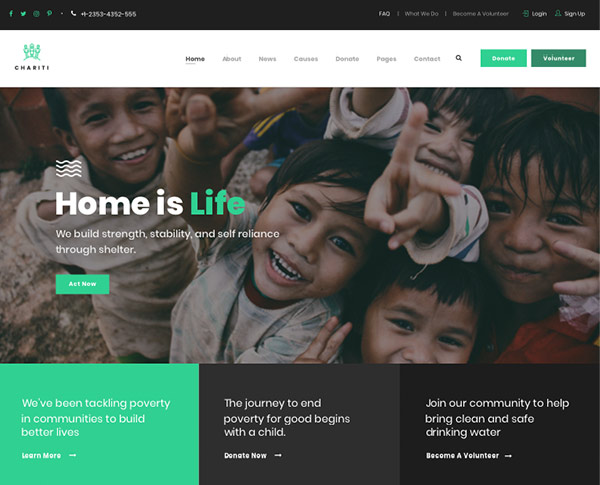 +1-2353-4352-555
FAQ | What We Do | Become A Volunteer Login Sign Up
CHARITI
Home About News Causes Donate Pages Contact Donate Volunteer
Home is Life
We build strength, stability, and self reliance
through shelter.
Act Now
We've been tackling poverty
in communities to build
better lives
Learn More →
The journey to end
poverty for good begins
with a child.
Donate Now →
Join our community to help
bring clean and safe
drinking water
Become A Volunteer →